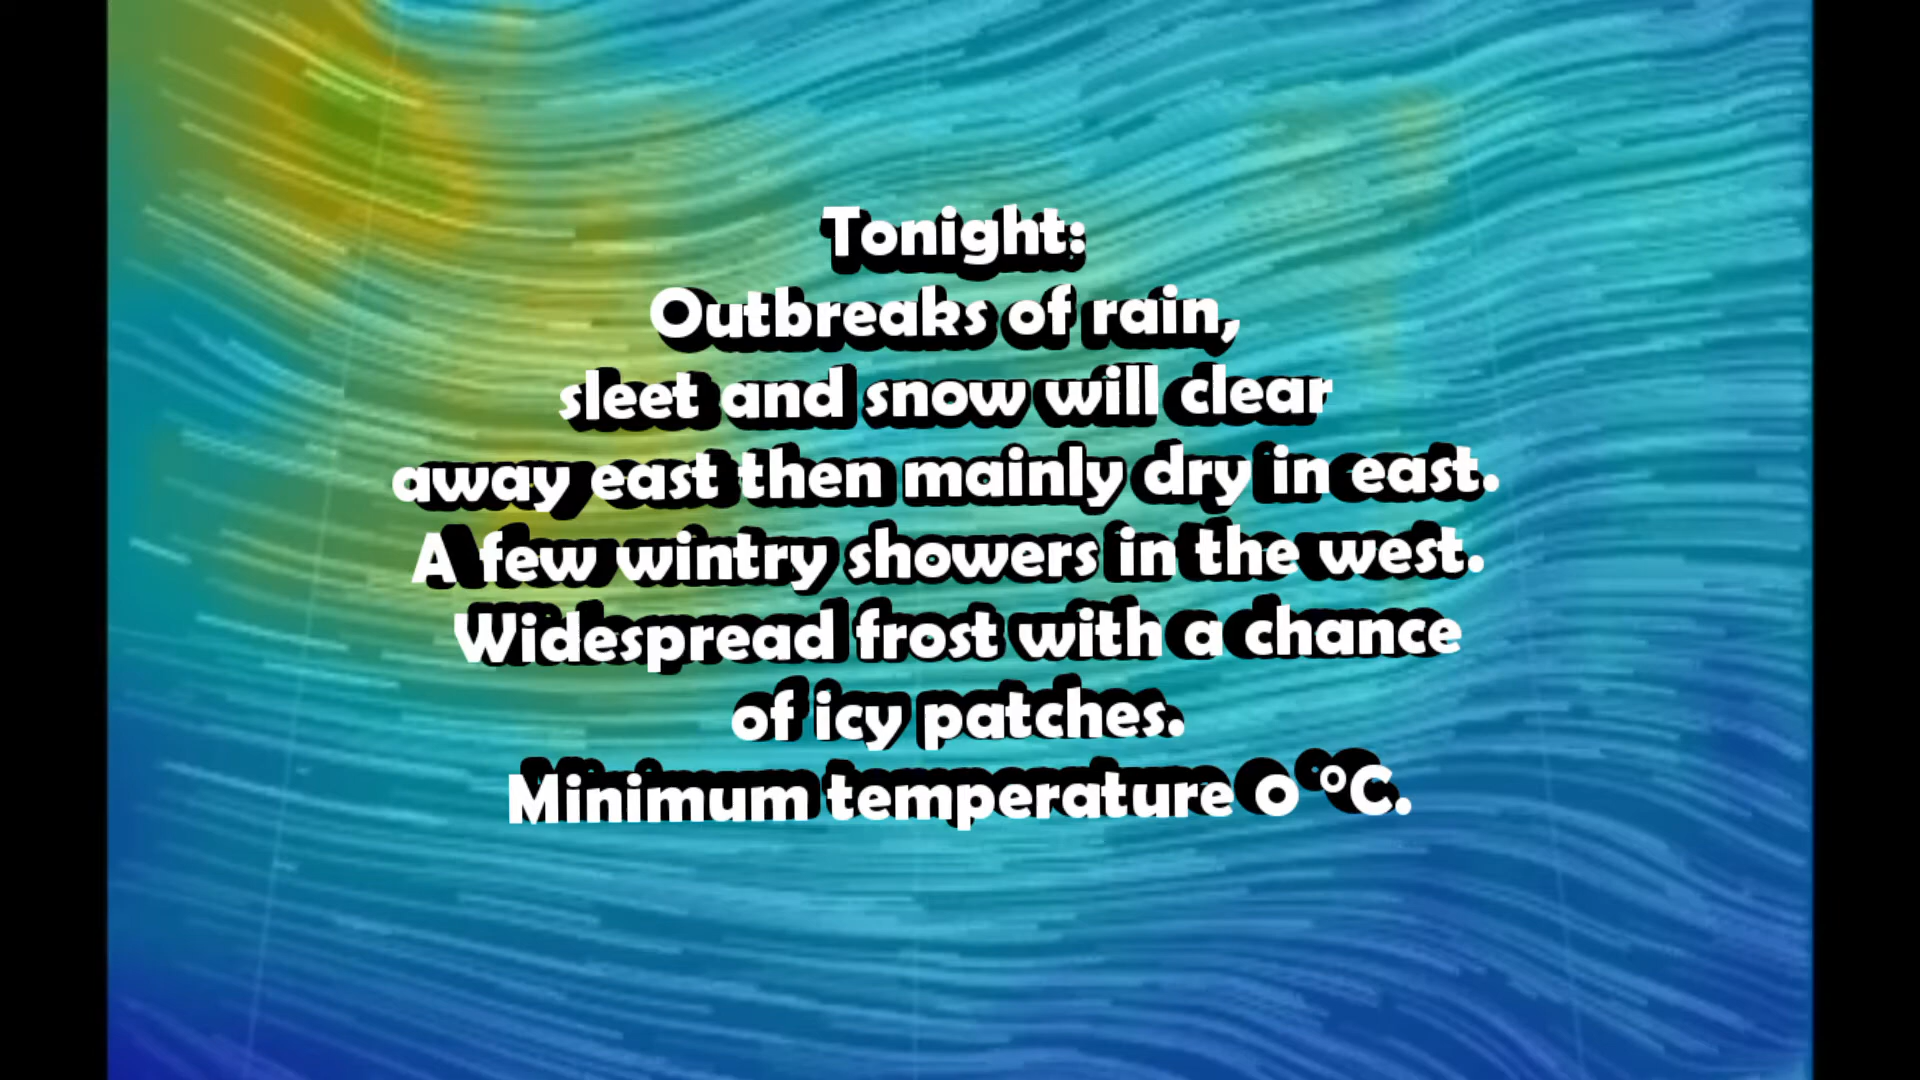 Tonight:
Outbreaks of rain,
sleet and snow will clear
away east then mainly dry in east.
A few wintry showers in the west.
Widespread frost with a chance
of icy patches.
Minimum temperature 0 °C.